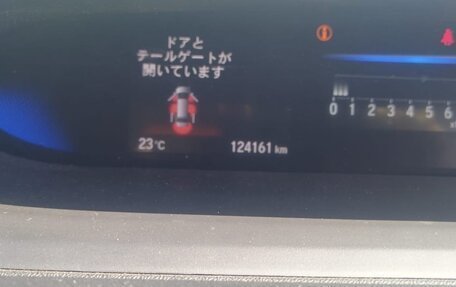 ドアと
テールゲートが
開いています
0 1 2 3 4 5 6
23℃ 124161 km